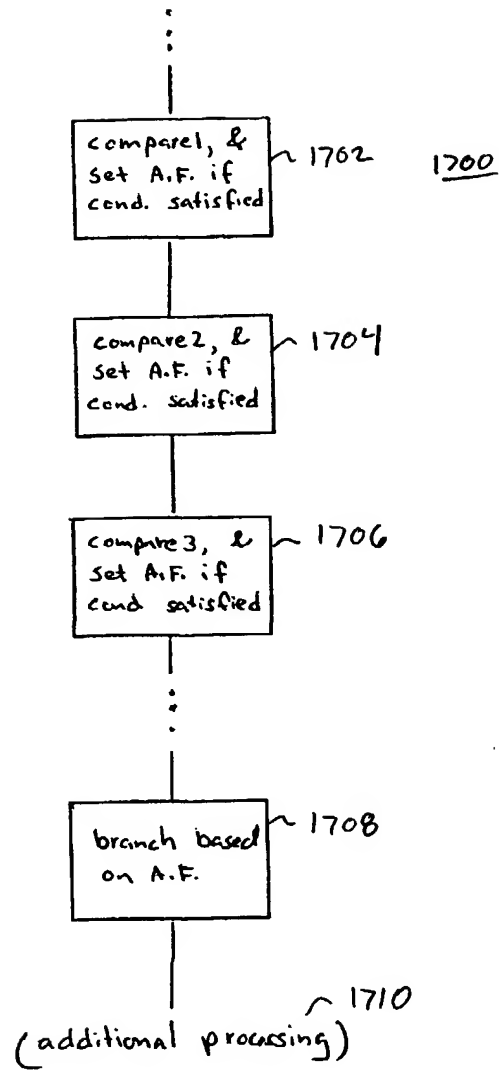 compare1, &
set A.F. if
cond. satisfied
1702
1700
compare2, &
set A.F. if
cond. satisfied
1704
compare3, &
set A.F. if
cond satisfied
1706
branch based
on A.F.
1708
1710
(additional processing)